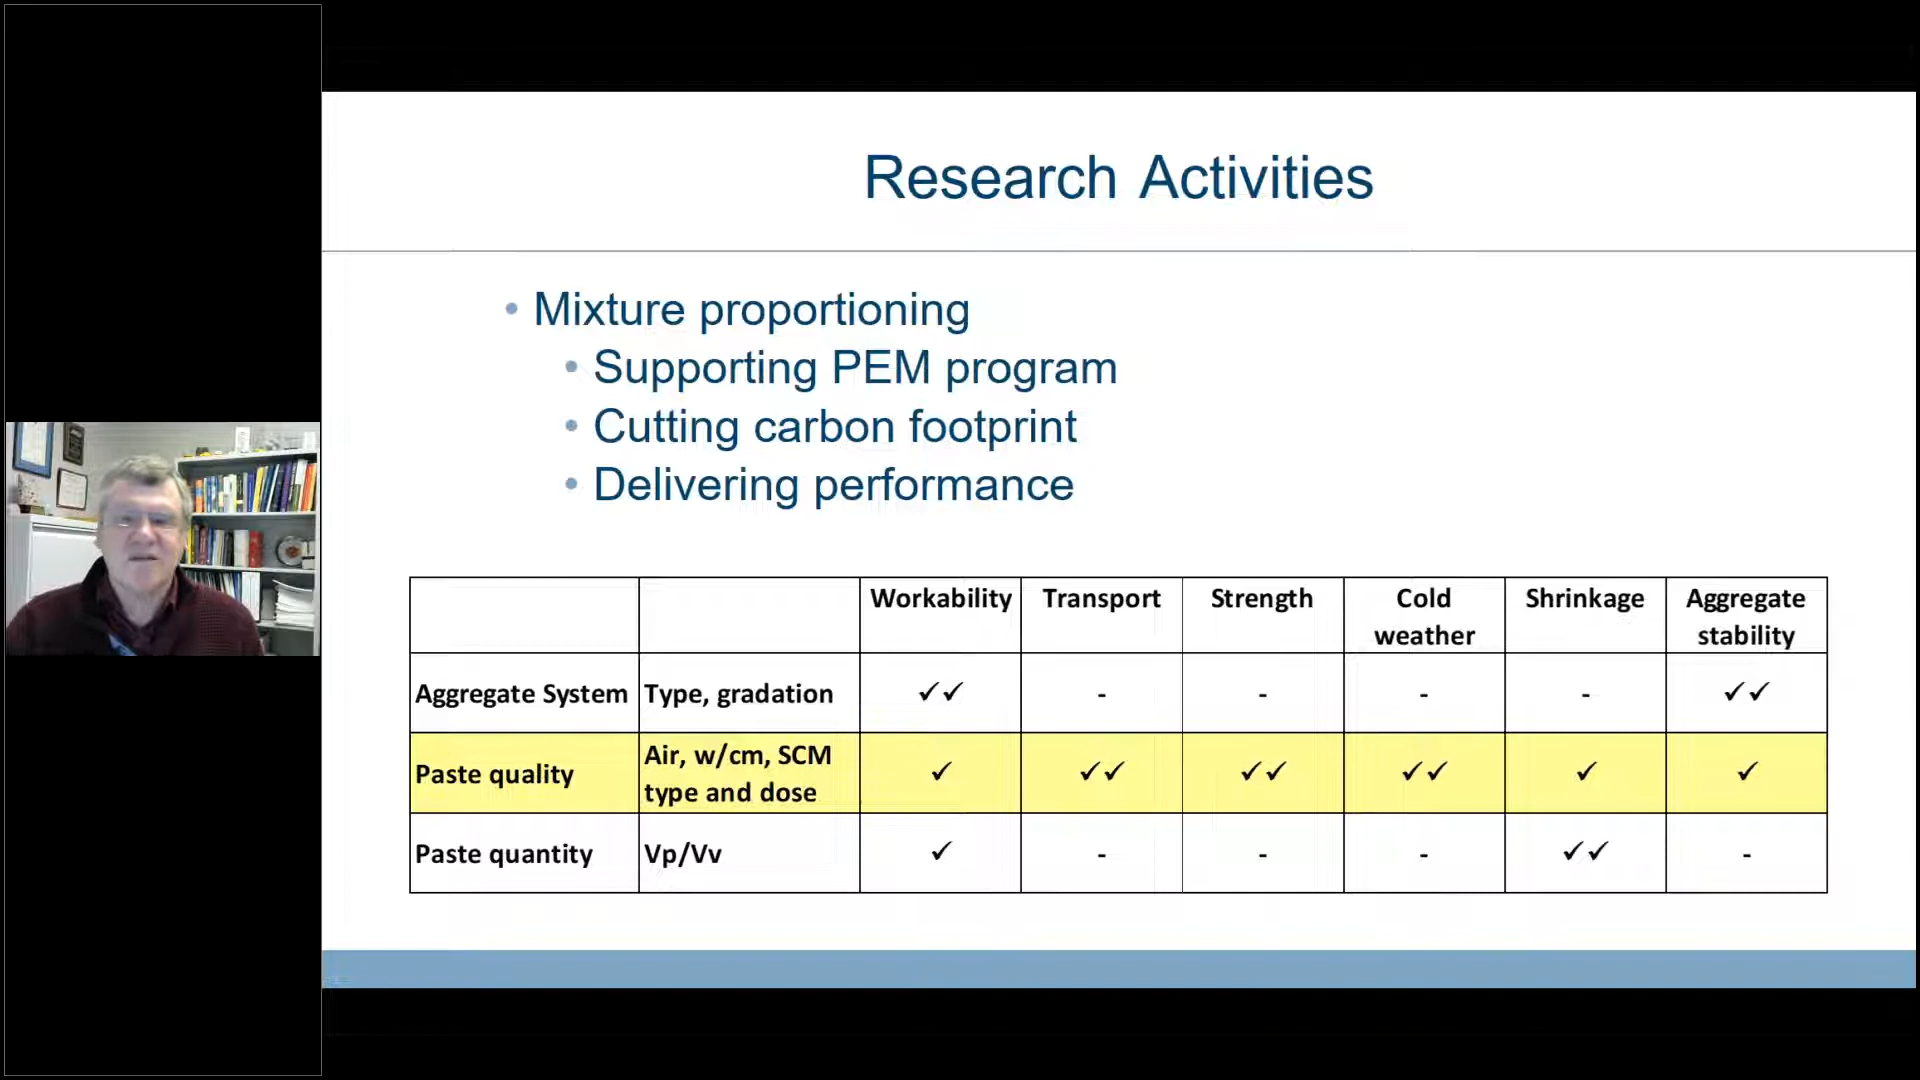 Research Activities
• Mixture proportioning
• Supporting PEM program
• Cutting carbon footprint
• Delivering performance
Workability Transport Strength Cold weather Shrinkage Aggregate stability
Aggregate System Type, gradation ✓✓ - - - - ✓✓
Paste quality Air, w/cm, SCM type and dose ✓ ✓✓ ✓✓ ✓✓ ✓ ✓
Paste quantity Vp/Vv ✓ - - - ✓✓ -